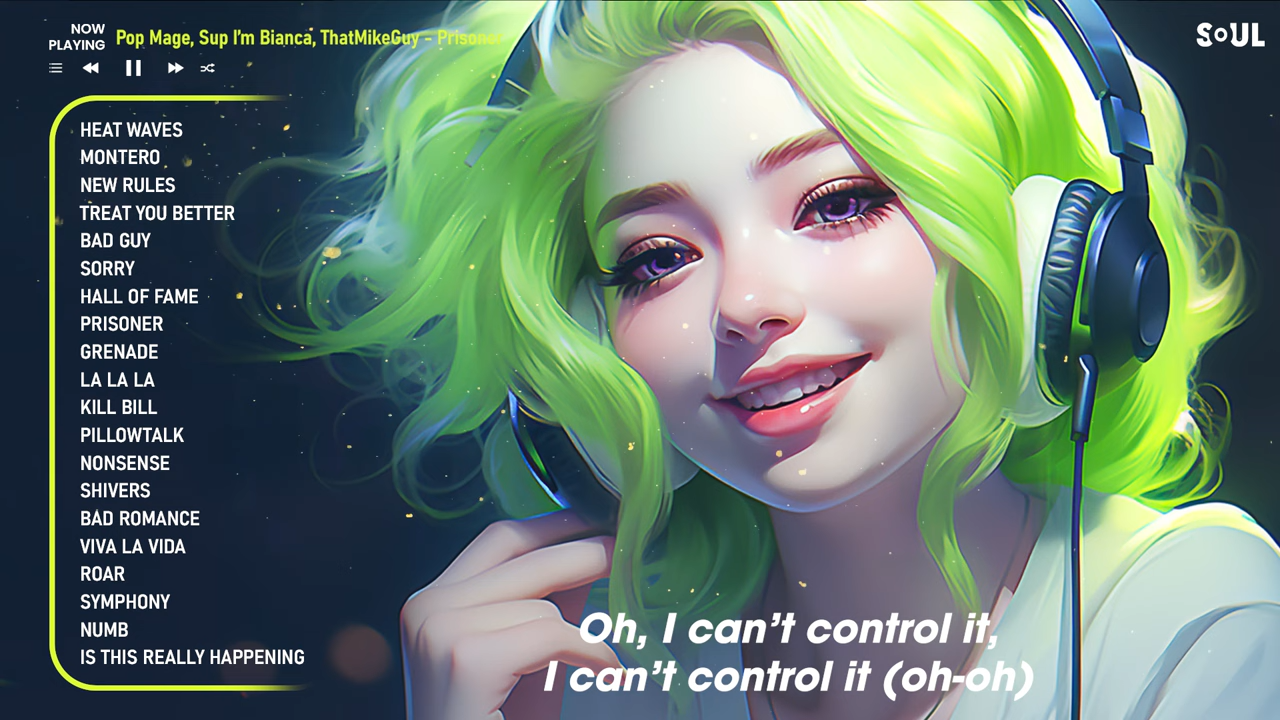 NOW
PLAYING
Pop Mage, Sup I'm Bianca, ThatMikeGuy - Prisoner
SOUL
HEAT WAVES
MONTERO
NEW RULES
TREAT YOU BETTER
BAD GUY
SORRY
HALL OF FAME
PRISONER
GRENADE
LA LA LA
KILL BILL
PILLOWTALK
NONSENSE
SHIVERS
BAD ROMANCE
VIVA LA VIDA
ROAR
SYMPHONY
NUMB
IS THIS REALLY HAPPENING
Oh, I can't control it,
I can't control it (oh-oh)